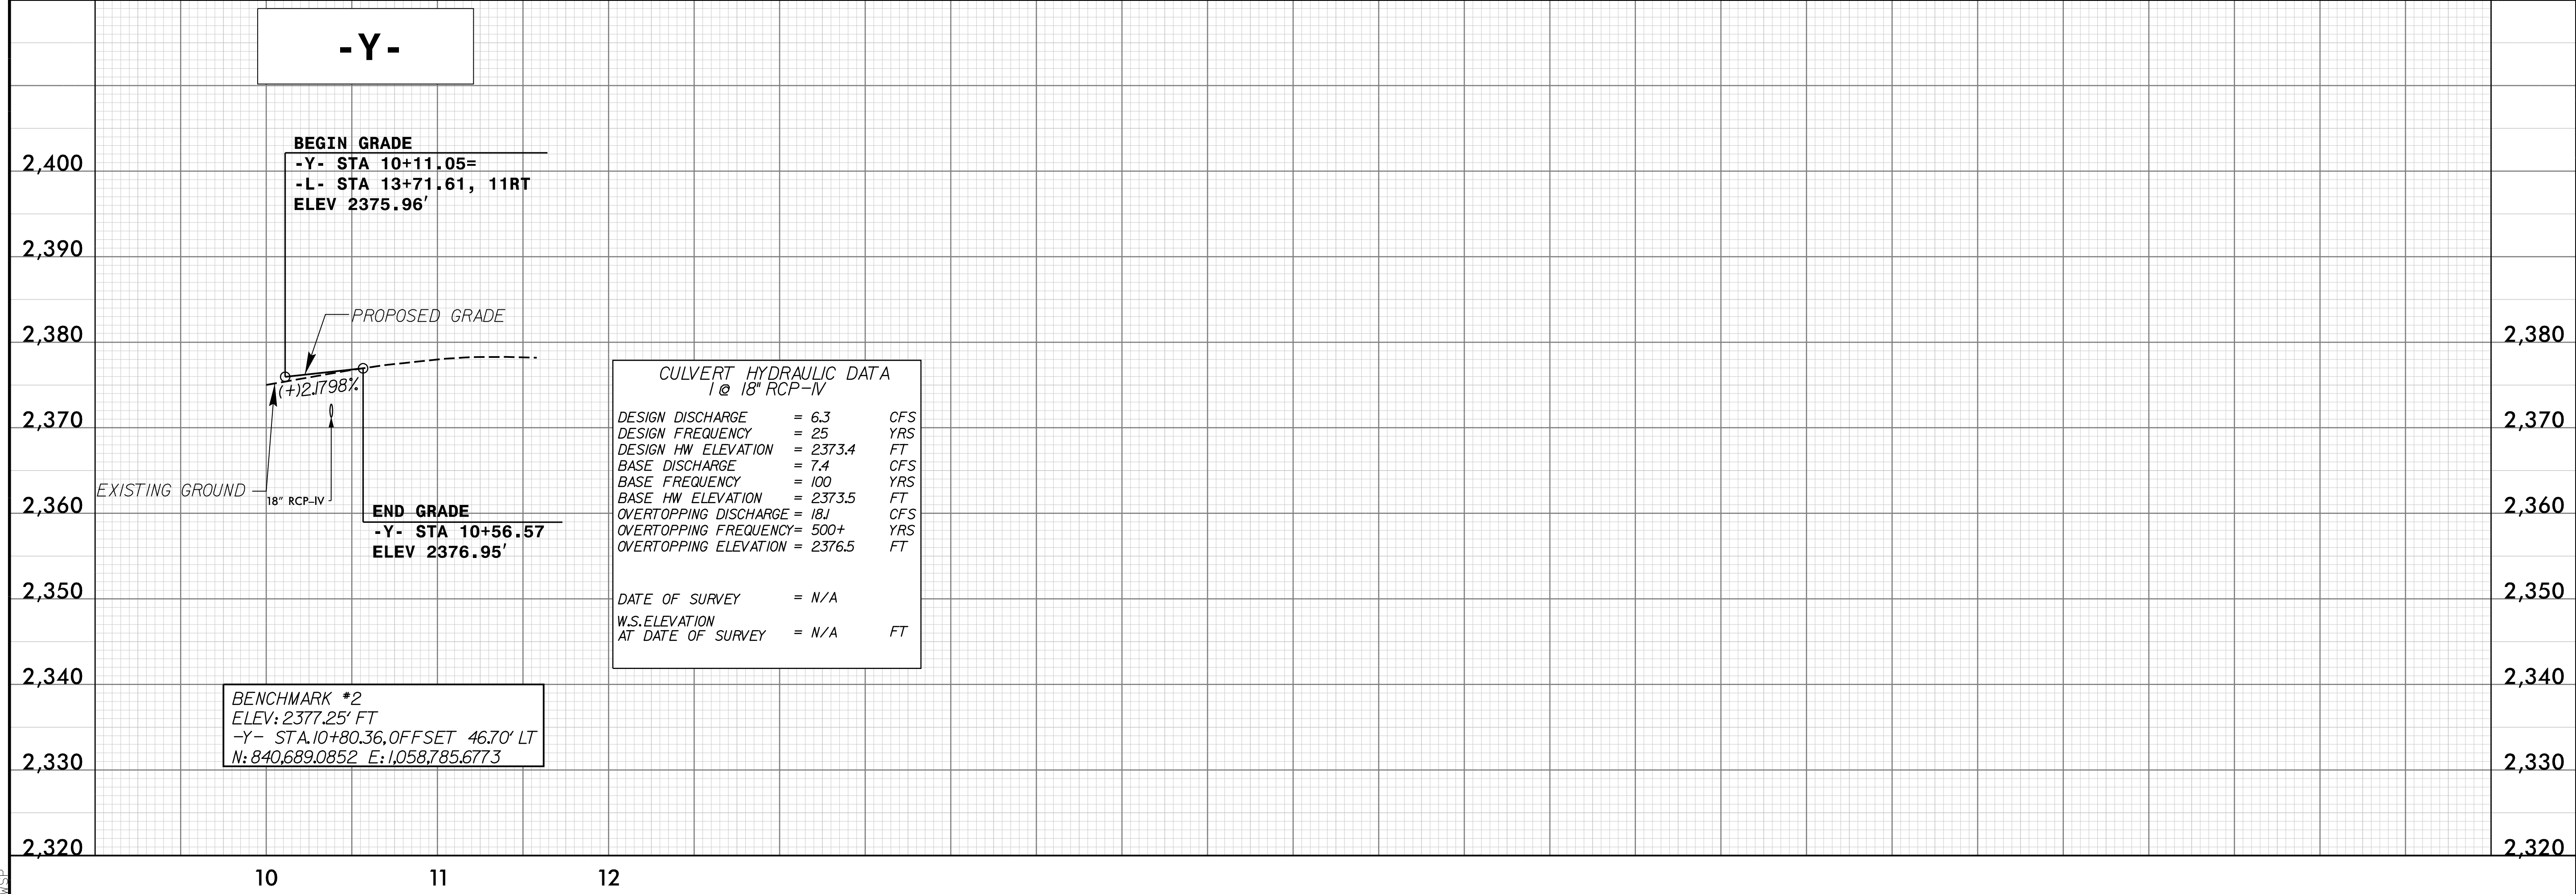 -Y-
BEGIN GRADE
-Y- STA 10+11.05=
-L- STA 13+71.61, 11RT
ELEV 2375.96'
2,400
2,390
2,380
2,370
2,360
2,350
2,340
2,330
2,320
PROPOSED GRADE
(+)2.1798%
EXISTING GROUND
18" RCP-IV
END GRADE
-Y- STA 10+56.57
ELEV 2376.95'
CULVERT HYDRAULIC DATA
1 @ 18" RCP-IV
DESIGN DISCHARGE = 6.3 CFS
DESIGN FREQUENCY = 25 YRS
DESIGN HW ELEVATION = 2373.4 FT
BASE DISCHARGE = 7.4 CFS
BASE FREQUENCY = 100 YRS
BASE HW ELEVATION = 2373.5 FT
OVERTOPPING DISCHARGE = 18.1 CFS
OVERTOPPING FREQUENCY= 500+ YRS
OVERTOPPING ELEVATION = 2376.5 FT
DATE OF SURVEY = N/A
W.S.ELEVATION
AT DATE OF SURVEY = N/A FT
BENCHMARK #2
ELEV: 2377.25' FT
-Y- STA.10+80.36,OFFSET 46.70' LT
N: 840,689.0852 E: 1,058,785.6773
2,380
2,370
2,360
2,350
2,340
2,330
2,320
10 11 12